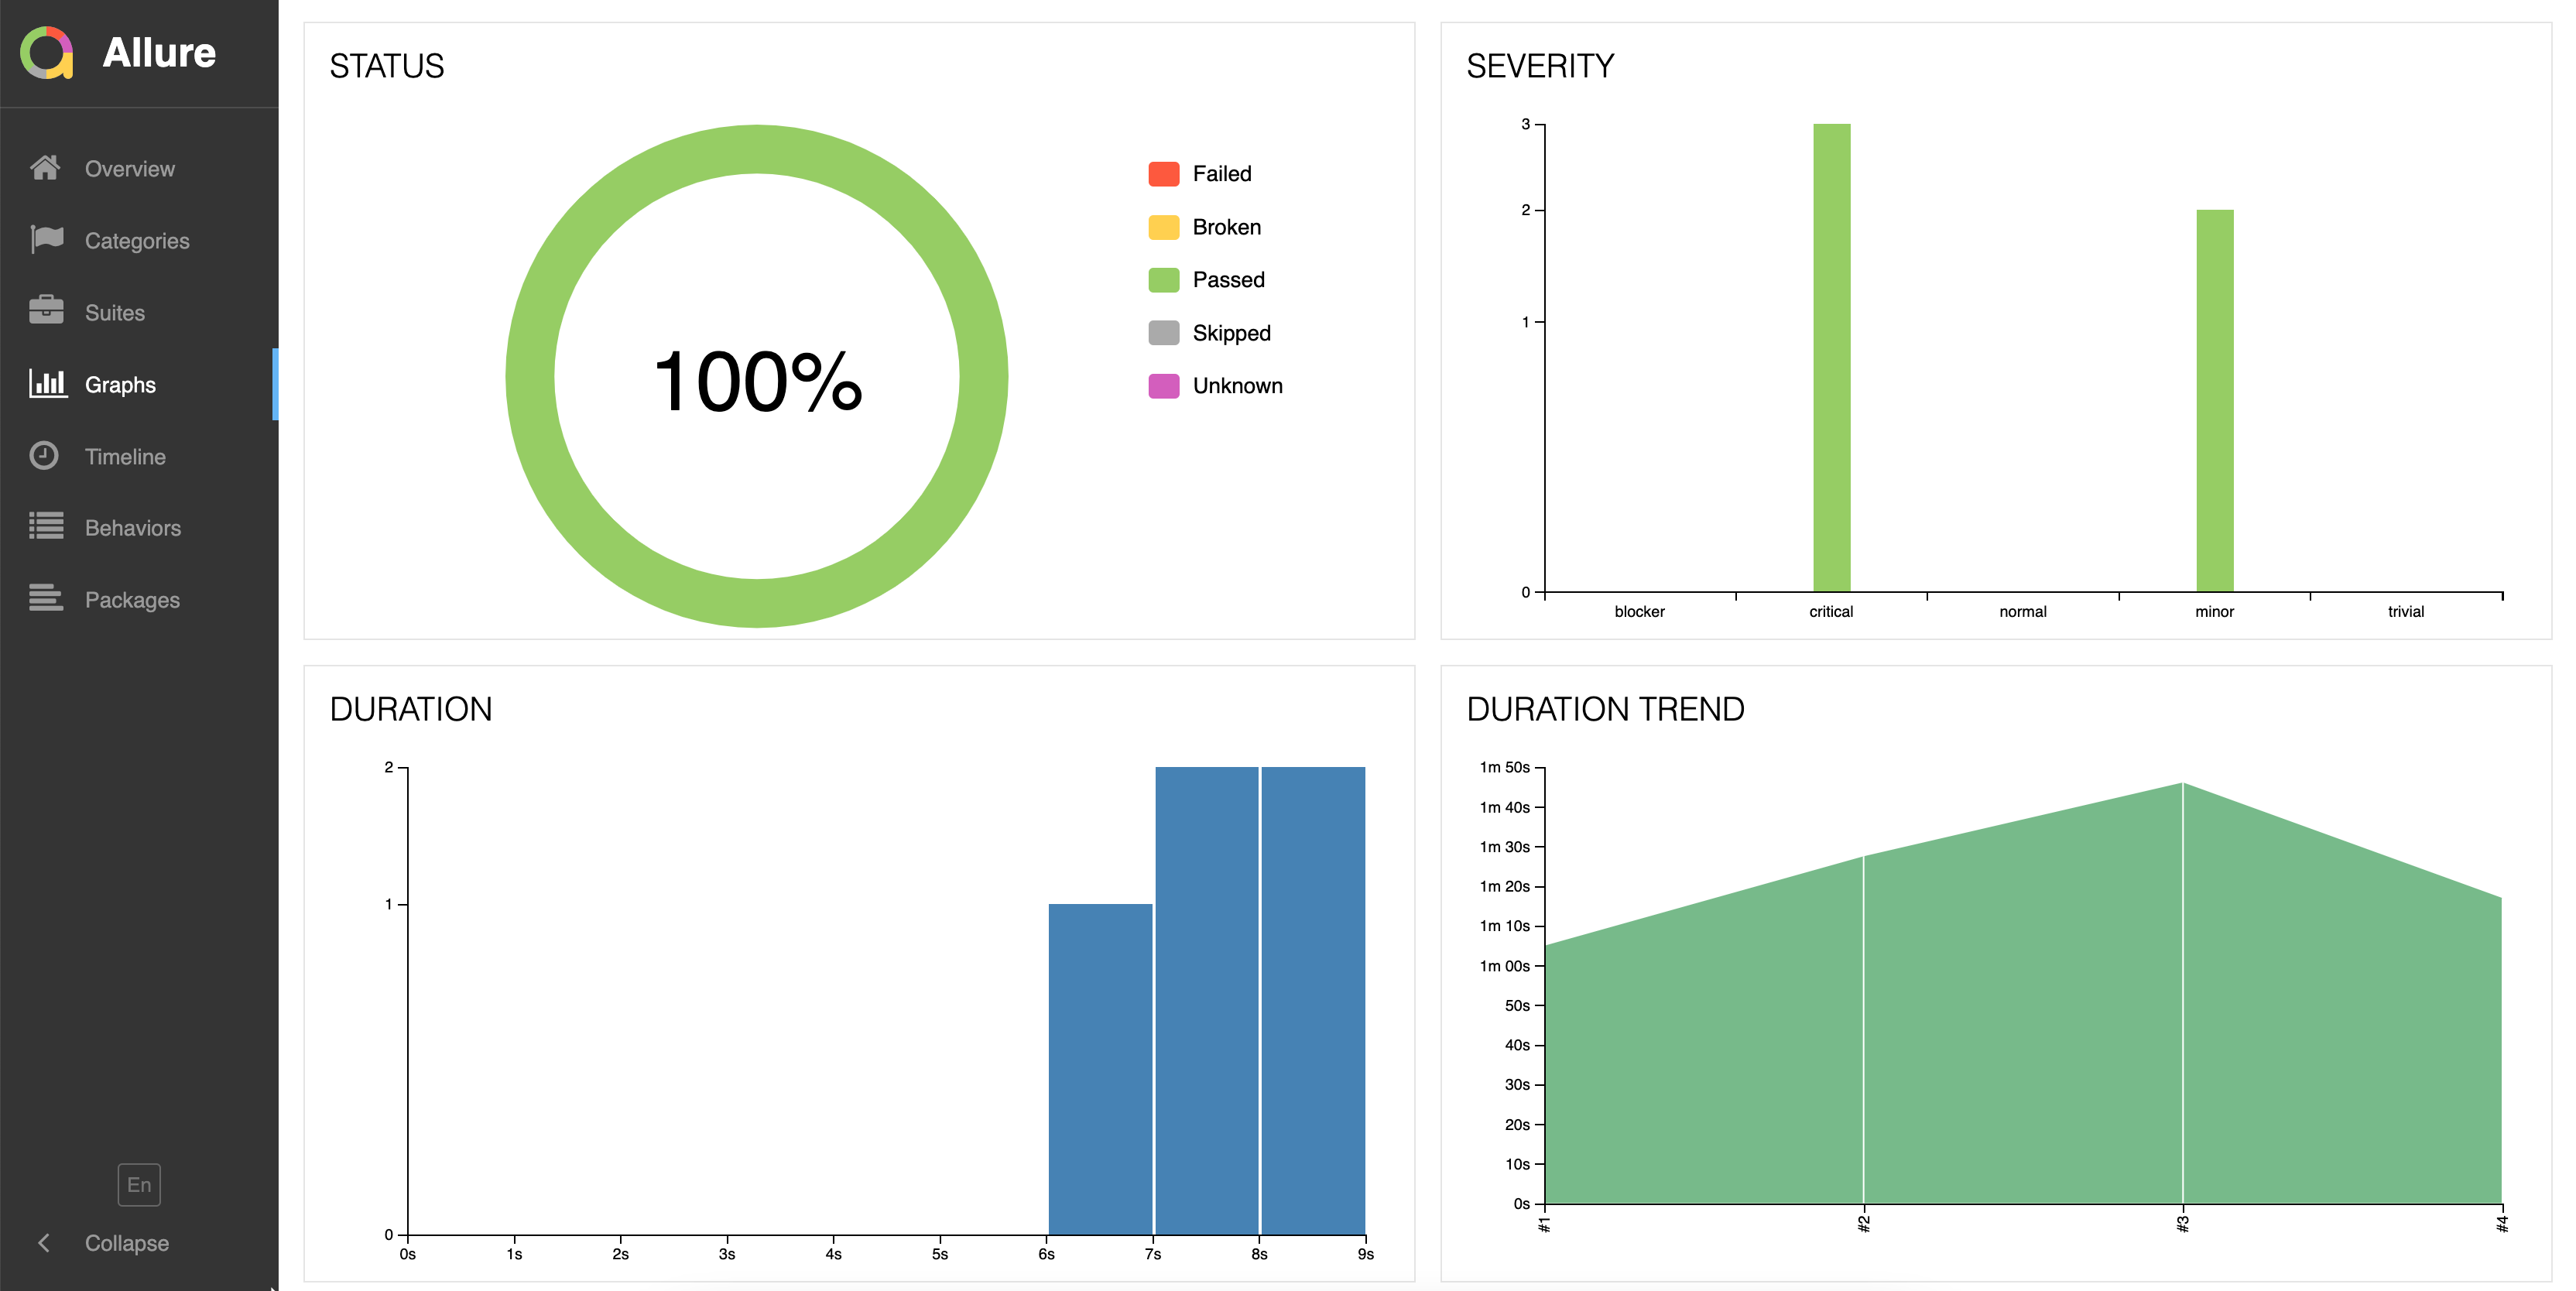 Allure
Overview
Categories
Suites
Graphs
Timeline
Behaviors
Packages
En
Collapse
STATUS
100%
Failed
Broken
Passed
Skipped
Unknown
SEVERITY
3
2
1
0
blocker critical normal minor trivial
DURATION
2
1
0
0s 1s 2s 3s 4s 5s 6s 7s 8s 9s
DURATION TREND
1m 50s
1m 40s
1m 30s
1m 20s
1m 10s
1m 00s
50s
40s
30s
20s
10s
0s
#1 #2 #3 #4